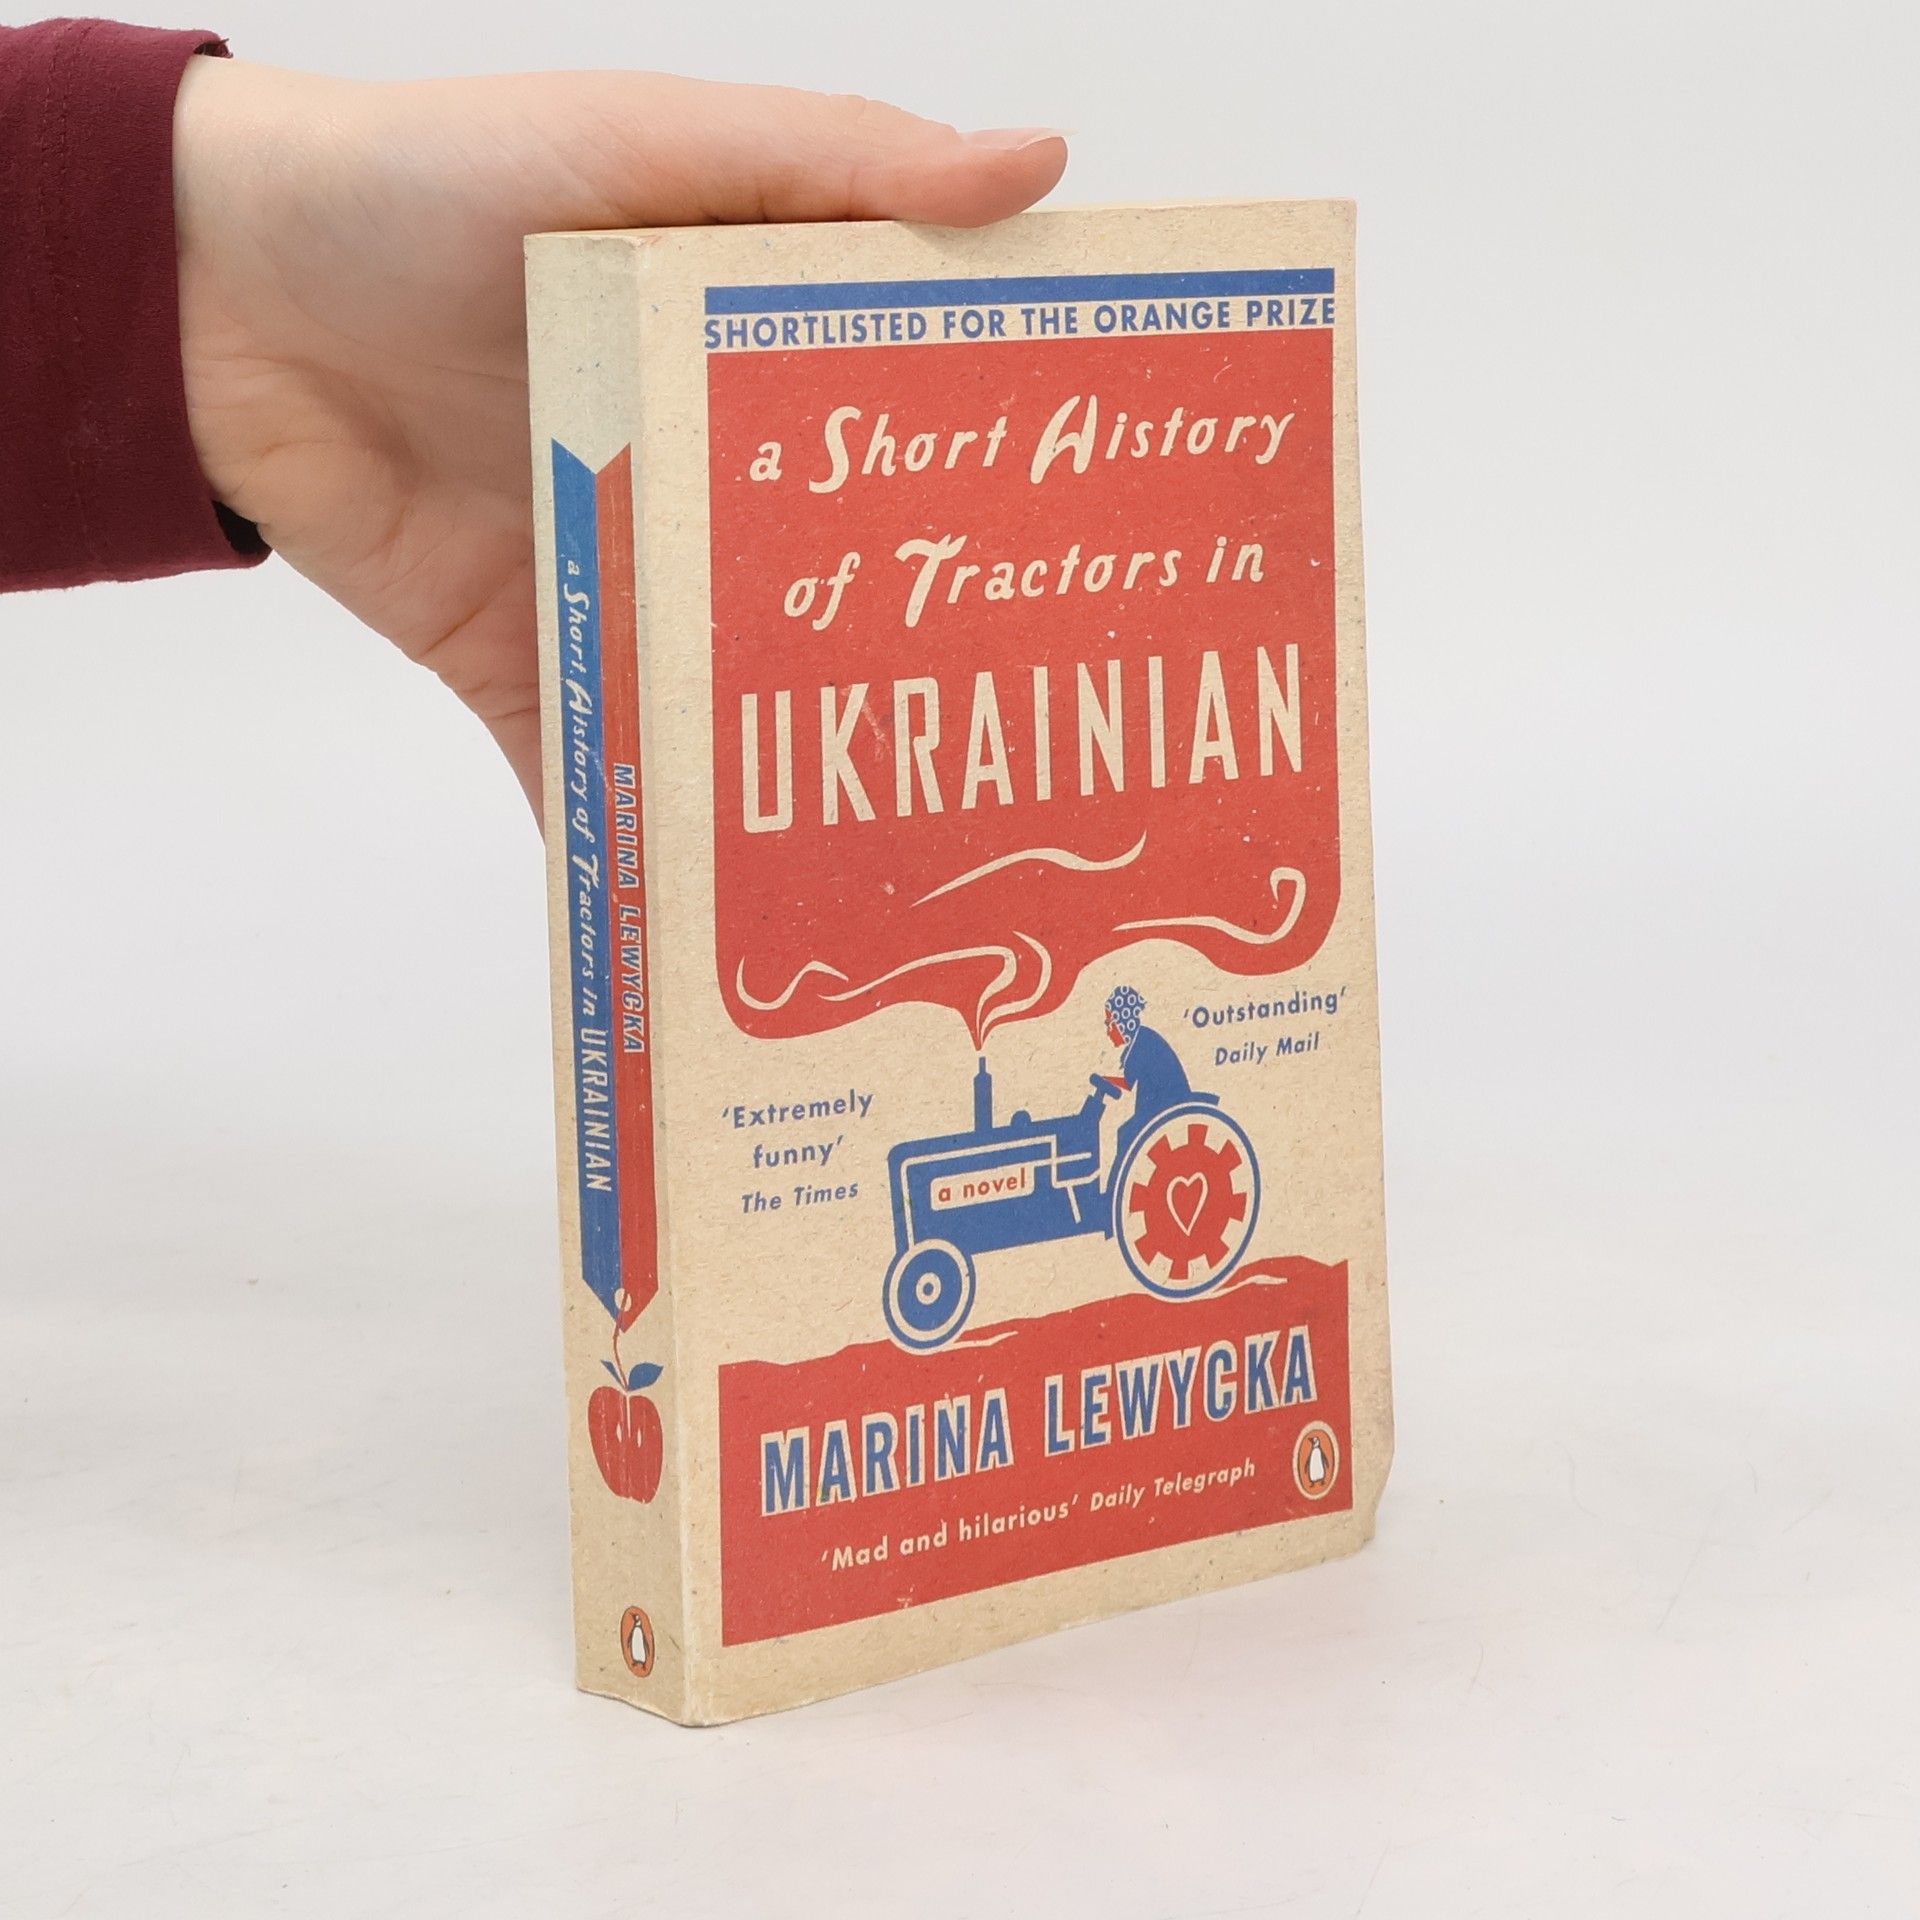 SHORTLISTED FOR THE ORANGE PRIZE
a Short History
of Tractors in
UKRAINIAN
'Outstanding'
Daily Mail
'Extremely
funny'
The Times
a novel
MARINA LEWYCKA
'Mad and hilarious' Daily Telegraph
a Short History of Tractors in UKRAINIAN
MARINA LEWYCKA